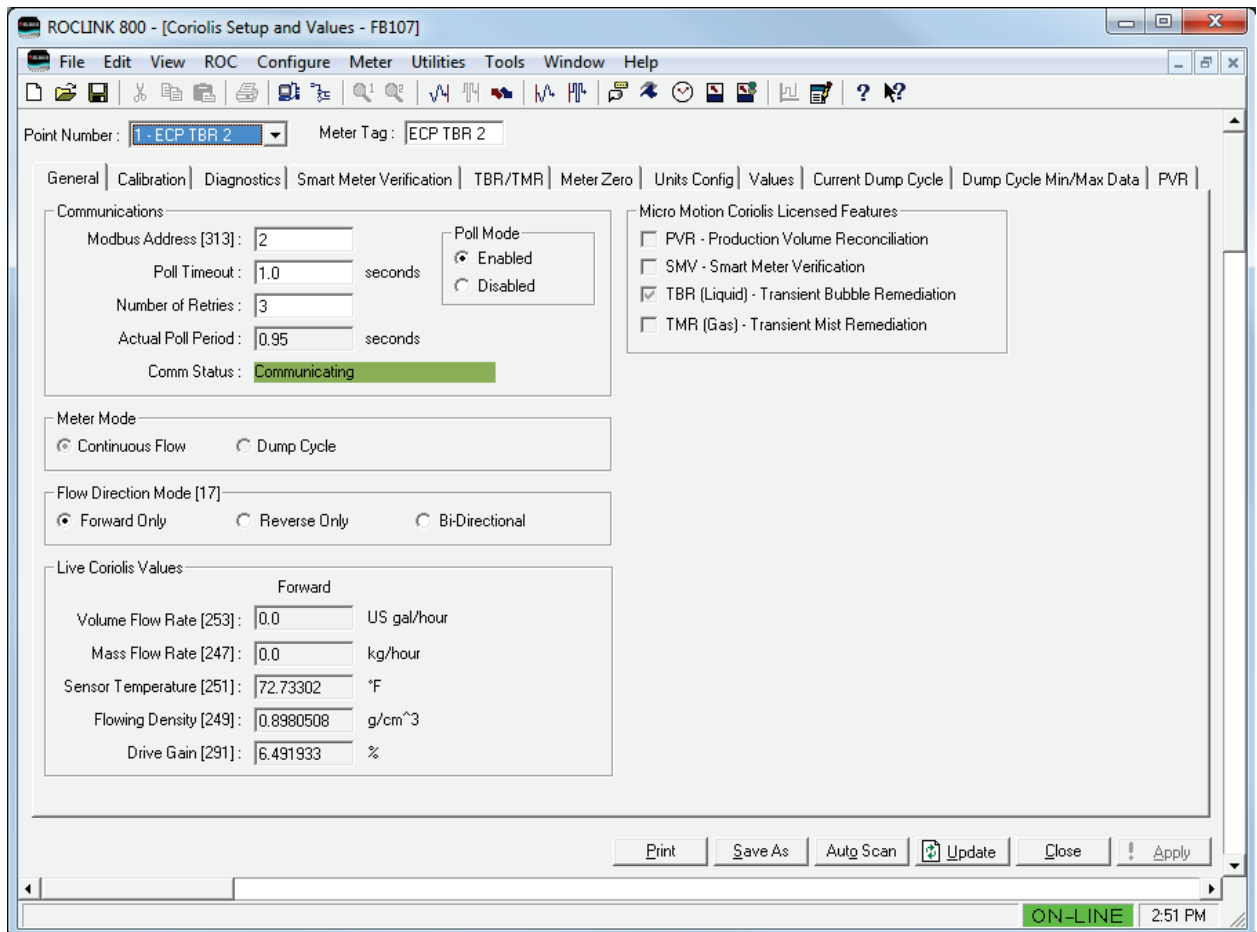 ROCLINK 800 - [Coriolis Setup and Values - FB107]
File Edit View ROC Configure Meter Utilities Tools Window Help
Point Number : 1 - ECP TBR 2 Meter Tag : ECP TBR 2
General Calibration Diagnostics Smart Meter Verification TBR/TMR Meter Zero Units Config Values Current Dump Cycle Dump Cycle Min/Max Data PVR
Communications
Modbus Address [313] : 2
Poll Timeout : 1.0 seconds
Number of Retries : 3
Actual Poll Period : 0.95 seconds
Comm Status : Communicating
Poll Mode
Enabled
Disabled
Micro Motion Coriolis Licensed Features
PVR - Production Volume Reconciliation
SMV - Smart Meter Verification
TBR (Liquid) - Transient Bubble Remediation
TMR (Gas) - Transient Mist Remediation
Meter Mode
Continuous Flow Dump Cycle
Flow Direction Mode [17]
Forward Only Reverse Only Bi-Directional
Live Coriolis Values
Forward
Volume Flow Rate [253] : 0.0 US gal/hour
Mass Flow Rate [247] : 0.0 kg/hour
Sensor Temperature [251] : 72.73302 °F
Flowing Density [249] : 0.8980508 g/cm^3
Drive Gain [291] : 6.491933 %
Print Save As Auto Scan Update Close ! Apply
ON-LINE 2:51 PM